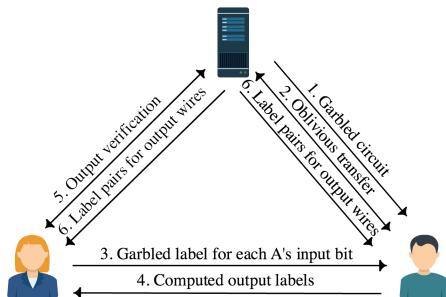 1. Garbled circuit
2. Oblivious transfer
6. Label pairs for output wires
5. Output verification
6. Label pairs for output wires
3. Garbled label for each A's input bit
4. Computed output labels